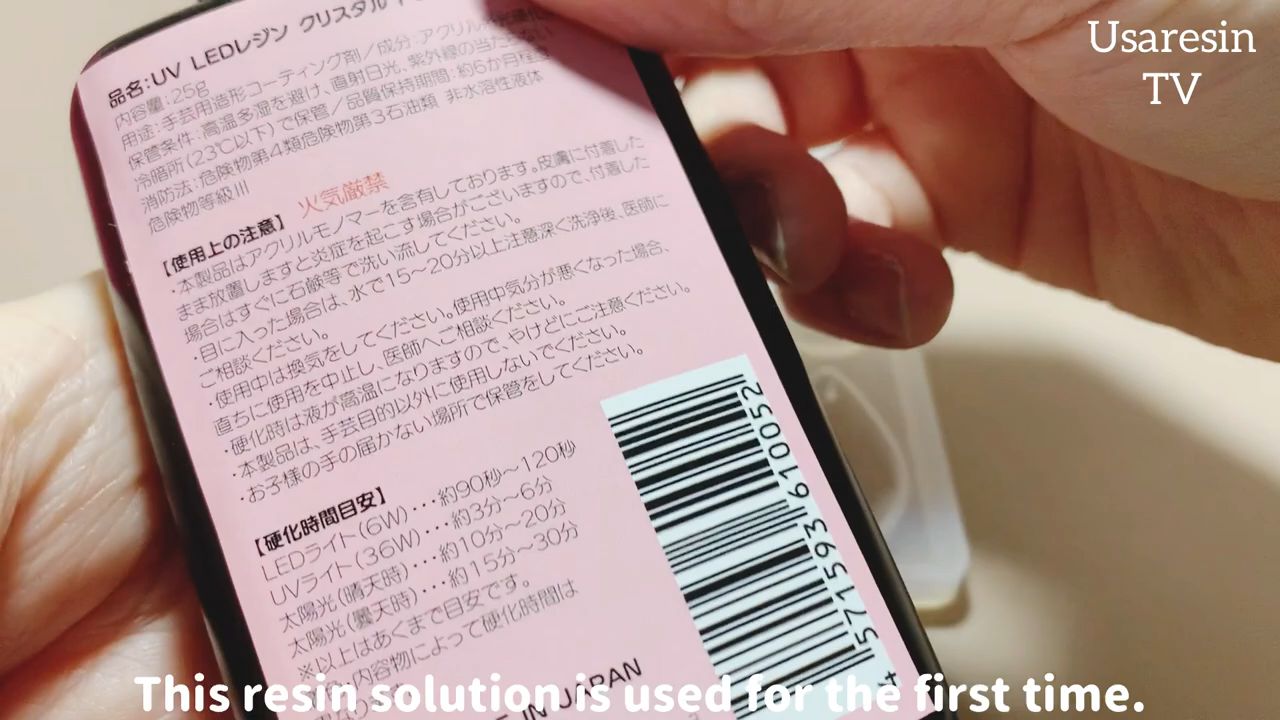 Usaresin
TV
品名:UV LEDレジン クリスタル
内容量:25g
用途:手芸用造形コーティング剤/成分:アクリル
保管条件:高温多湿を避け、直射日光、紫外線の当たらない
冷暗所(23℃以下)で保管/品質保持期間:約6か月程度
消防法:危険物第4類危険物第3石油類 非水溶性液体
危険物等級III
【使用上の注意】 火気厳禁
・本製品はアクリルモノマーを含有しております。皮膚に付着した
まま放置しますと炎症を起こす場合がございますので、付着した
場合はすぐに石鹸等で洗い流してください。
・目に入った場合は、水で15〜20分以上注意深く洗浄後、医師に
ご相談ください。
・使用中は換気をしてください。使用中気分が悪くなった場合、
直ちに使用を中止し、医師へご相談ください。
・硬化時は液が高温になりますので、やけどにご注意ください。
・本製品は、手芸目的以外に使用しないでください。
・お子様の手の届かない場所で保管をしてください。
【硬化時間目安】
LEDライト(6W)・・・約90秒〜120秒
UVライト(36W)・・・約3分〜6分
太陽光(晴天時)・・・約10分〜20分
太陽光(曇天時)・・・約15分〜30分
※以上はあくまで目安です。
内容物によって硬化時間は
IN JAPAN
571593 610052
This resin solution is used for the first time.